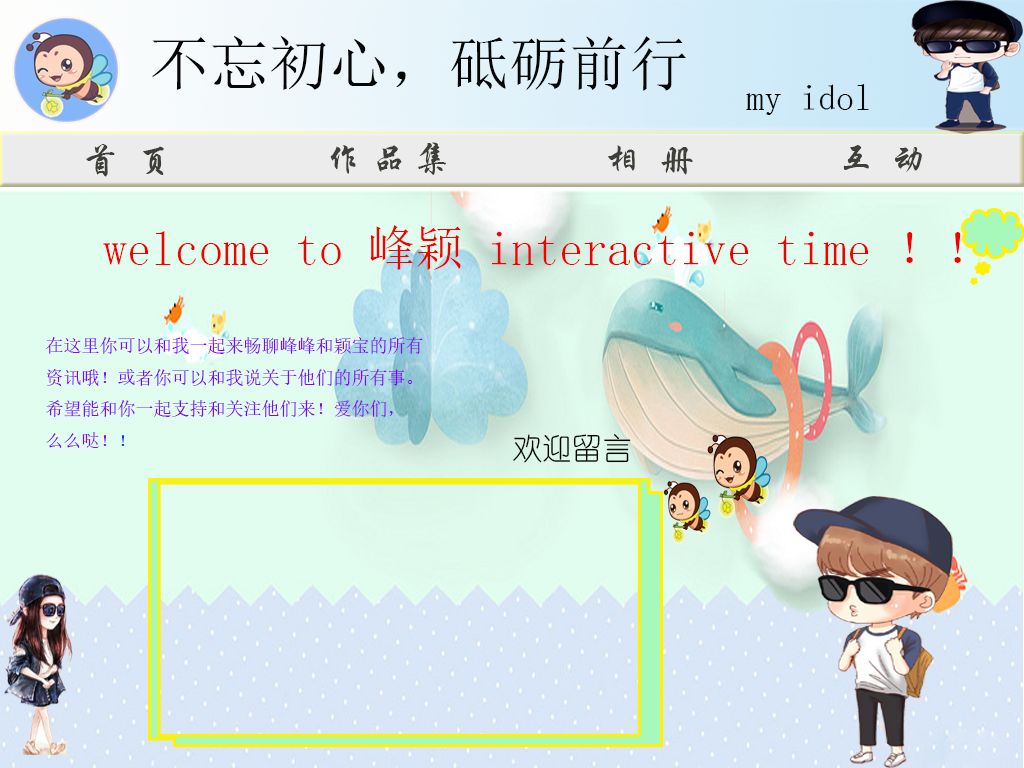 不忘初心，砥砺前行
my idol
首 页 作 品 集 相 册 互 动
welcome to 峰颖 interactive time ！！
在这里你可以和我一起来畅聊峰峰和颖宝的所有
资讯哦！或者你可以和我说关于他们的所有事。
希望能和你一起支持和关注他们来！爱你们，
么么哒！！
欢迎留言